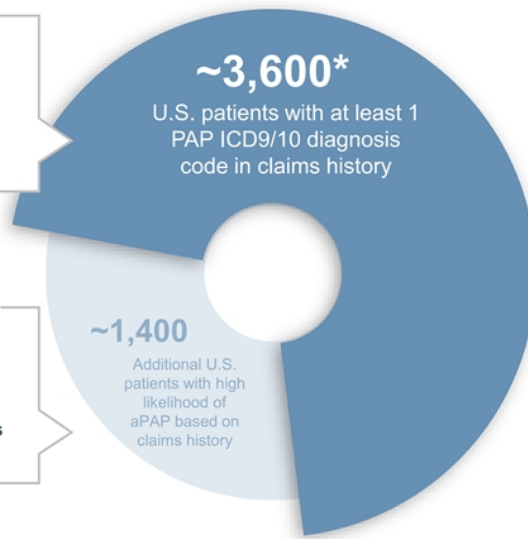 ~3,600*
U.S. patients with at least 1
PAP ICD9/10 diagnosis
code in claims history
~1,400
Additional U.S.
patients with high
likelihood of
aPAP based on
claims history